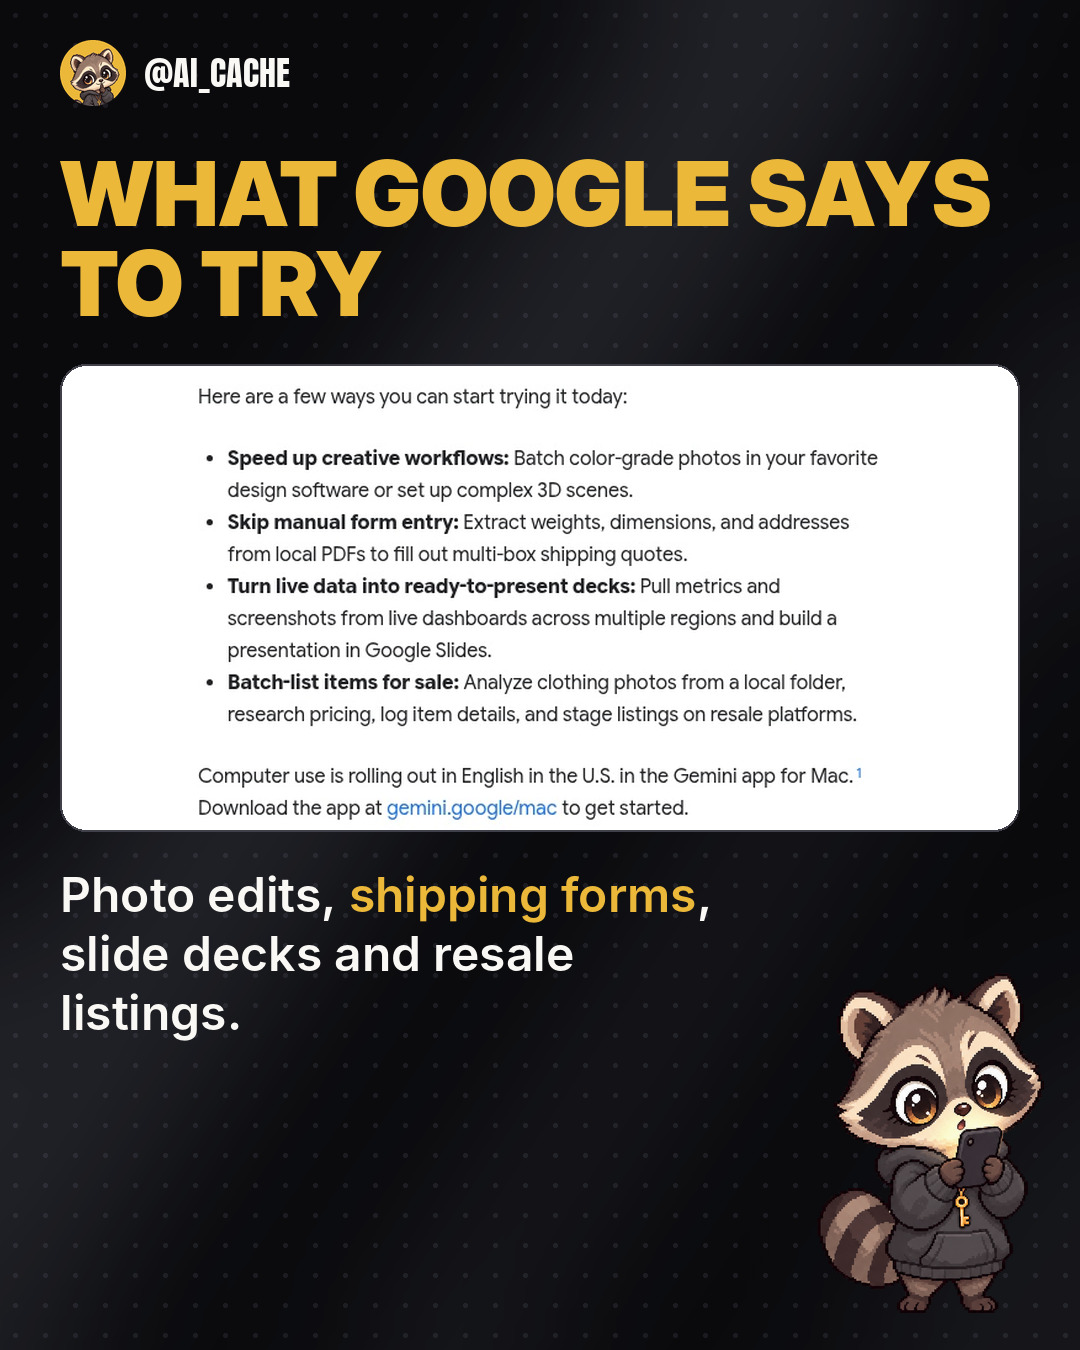 @AI_CACHE
WHAT GOOGLE SAYS
TO TRY
Here are a few ways you can start trying it today:
• Speed up creative workflows: Batch color-grade photos in your favorite
design software or set up complex 3D scenes.
• Skip manual form entry: Extract weights, dimensions, and addresses
from local PDFs to fill out multi-box shipping quotes.
• Turn live data into ready-to-present decks: Pull metrics and
screenshots from live dashboards across multiple regions and build a
presentation in Google Slides.
• Batch-list items for sale: Analyze clothing photos from a local folder,
research pricing, log item details, and stage listings on resale platforms.
Computer use is rolling out in English in the U.S. in the Gemini app for Mac. 1
Download the app at gemini.google/mac to get started.
Photo edits, shipping forms,
slide decks and resale
listings.